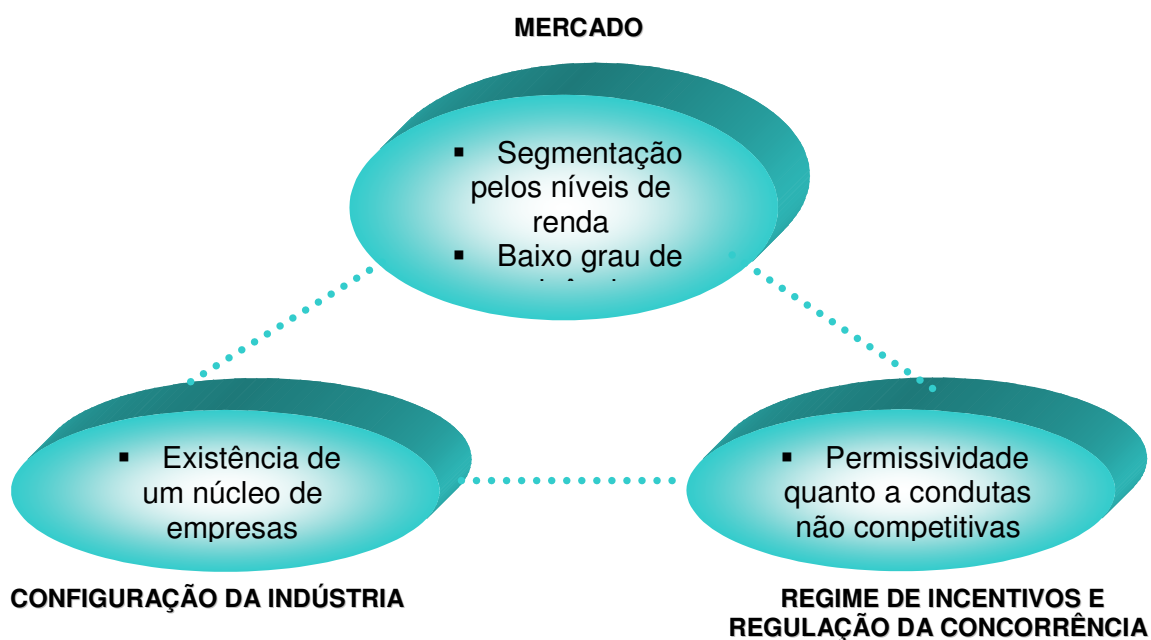 MERCADO
▪ Segmentação
pelos níveis de
renda
▪ Baixo grau de
▪ Existência de
um núcleo de
empresas
▪ Permissividade
quanto a condutas
não competitivas
CONFIGURAÇÃO DA INDÚSTRIA
REGIME DE INCENTIVOS E
REGULAÇÃO DA CONCORRÊNCIA